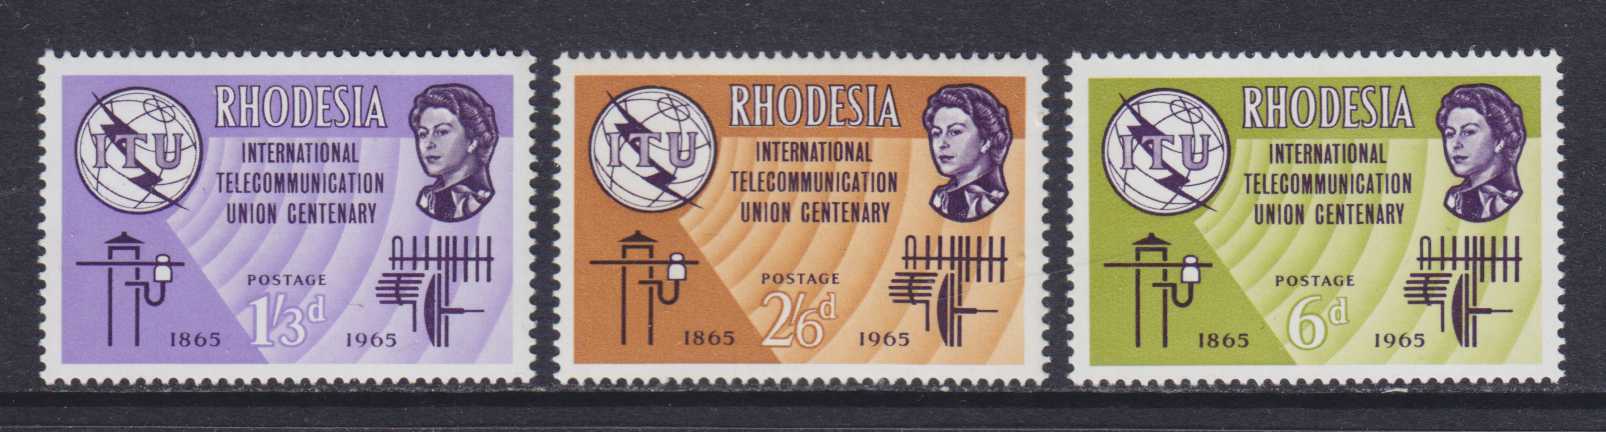 ITU
RHODESIA
INTERNATIONAL
TELECOMMUNICATION
UNION CENTENARY
POSTAGE
1865
1/3d
1965
ITU
RHODESIA
INTERNATIONAL
TELECOMMUNICATION
UNION CENTENARY
POSTAGE
1865
2/6d
1965
ITU
RHODESIA
INTERNATIONAL
TELECOMMUNICATION
UNION CENTENARY
POSTAGE
1865
6d
1965